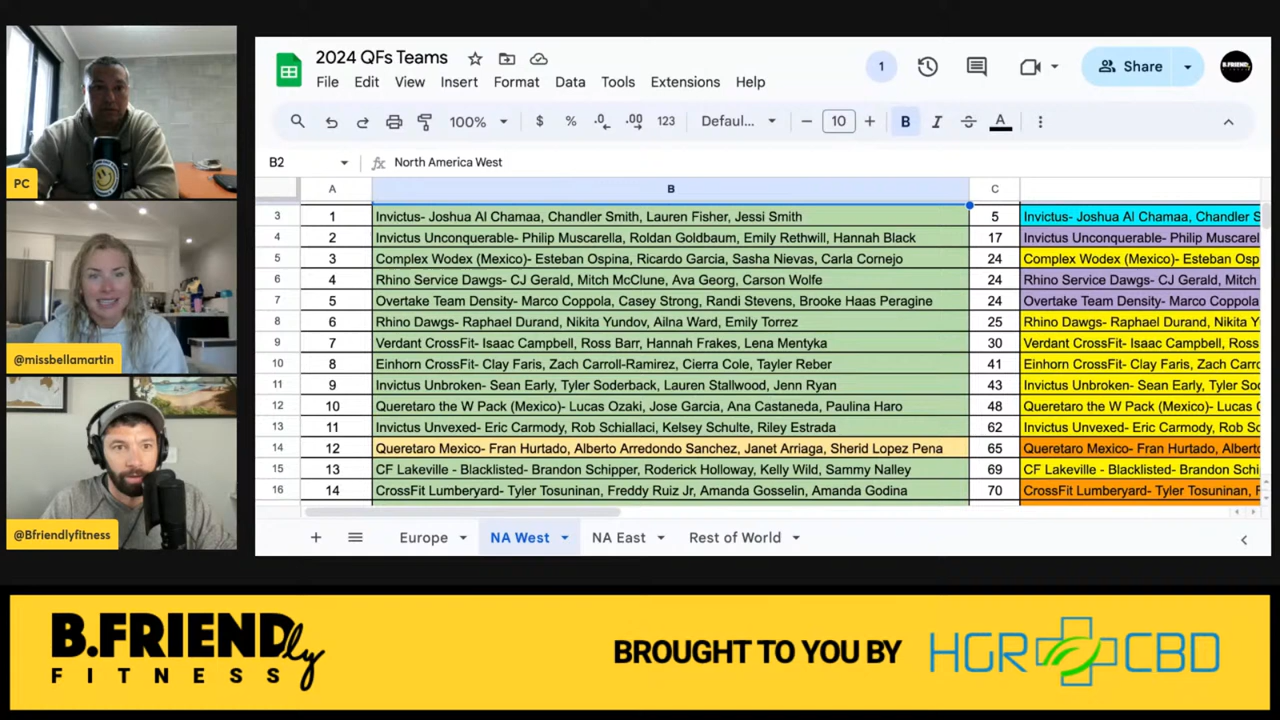 PC
@missbellamartin
@Bfriendlyfitness
2024 QFs Teams
1
Share
File Edit View Insert Format Data Tools Extensions Help
100% $ % .0 .00 123 Defaul... 10 B I S A
B2 fx North America West
A B C
3 1 Invictus- Joshua Al Chamaa, Chandler Smith, Lauren Fisher, Jessi Smith 5 Invictus- Joshua Al Chamaa, Chandler S
4 2 Invictus Unconquerable- Philip Muscarella, Roldan Goldbaum, Emily Rethwill, Hannah Black 17 Invictus Unconquerable- Philip Muscarel
5 3 Complex Wodex (Mexico)- Esteban Ospina, Ricardo Garcia, Sasha Nievas, Carla Cornejo 24 Complex Wodex (Mexico)- Esteban Osp
6 4 Rhino Service Dawgs- CJ Gerald, Mitch McClune, Ava Georg, Carson Wolfe 24 Rhino Service Dawgs- CJ Gerald, Mitch
7 5 Overtake Team Density- Marco Coppola, Casey Strong, Randi Stevens, Brooke Haas Peragine 24 Overtake Team Density- Marco Coppola
8 6 Rhino Dawgs- Raphael Durand, Nikita Yundov, Ailna Ward, Emily Torrez 25 Rhino Dawgs- Raphael Durand, Nikita Y
9 7 Verdant CrossFit- Isaac Campbell, Ross Barr, Hannah Frakes, Lena Mentyka 30 Verdant CrossFit- Isaac Campbell, Ross
10 8 Einhorn CrossFit- Clay Faris, Zach Carroll-Ramirez, Cierra Cole, Tayler Reber 41 Einhorn CrossFit- Clay Faris, Zach Carro
11 9 Invictus Unbroken- Sean Early, Tyler Soderback, Lauren Stallwood, Jenn Ryan 43 Invictus Unbroken- Sean Early, Tyler So
12 10 Queretaro the W Pack (Mexico)- Lucas Ozaki, Jose Garcia, Ana Castaneda, Paulina Haro 48 Queretaro the W Pack (Mexico)- Lucas O
13 11 Invictus Unvexed- Eric Carmody, Rob Schiallaci, Kelsey Schulte, Riley Estrada 62 Invictus Unvexed- Eric Carmody, Rob Sc
14 12 Queretaro Mexico- Fran Hurtado, Alberto Arredondo Sanchez, Janet Arriaga, Sherid Lopez Pena 65 Queretaro Mexico- Fran Hurtado, Albert
15 13 CF Lakeville - Blacklisted- Brandon Schipper, Roderick Holloway, Kelly Wild, Sammy Nalley 69 CF Lakeville - Blacklisted- Brandon Schi
16 14 CrossFit Lumberyard- Tyler Tosuninan, Freddy Ruiz Jr, Amanda Gosselin, Amanda Godina 70 CrossFit Lumberyard- Tyler Tosuninan, F
Europe NA West NA East Rest of World
B.FRIENDly
FITNESS
BROUGHT TO YOU BY
HGR CBD